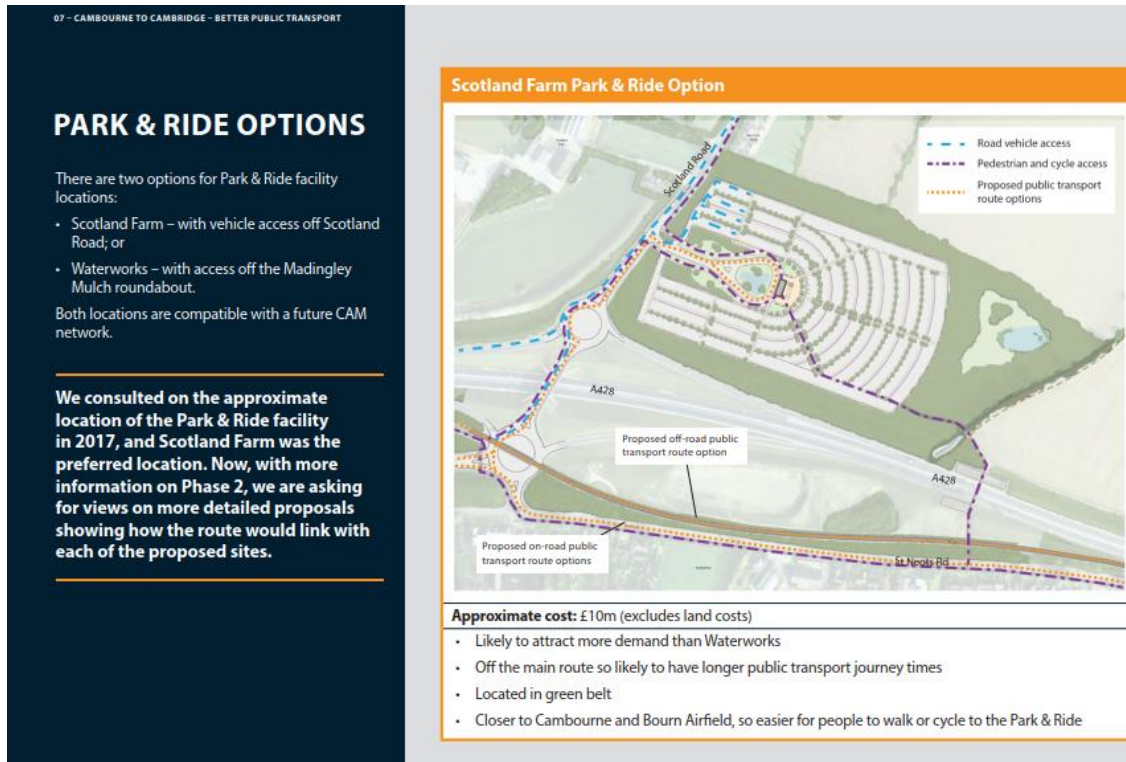 07 – CAMBOURNE TO CAMBRIDGE – BETTER PUBLIC TRANSPORT
PARK & RIDE OPTIONS
There are two options for Park & Ride facility
locations:
• Scotland Farm – with vehicle access off Scotland
Road; or
• Waterworks – with access off the Madingley
Mulch roundabout.
Both locations are compatible with a future CAM
network.
We consulted on the approximate
location of the Park & Ride facility
in 2017, and Scotland Farm was the
preferred location. Now, with more
information on Phase 2, we are asking
for views on more detailed proposals
showing how the route would link with
each of the proposed sites.
Scotland Farm Park & Ride Option
Road vehicle access
Pedestrian and cycle access
Proposed public transport
route options
Scotland Road
A428
Proposed off-road public
transport route option
A428
Proposed on-road public
transport route options
St Neots Rd
Approximate cost: £10m (excludes land costs)
• Likely to attract more demand than Waterworks
• Off the main route so likely to have longer public transport journey times
• Located in green belt
• Closer to Cambourne and Bourn Airfield, so easier for people to walk or cycle to the Park & Ride